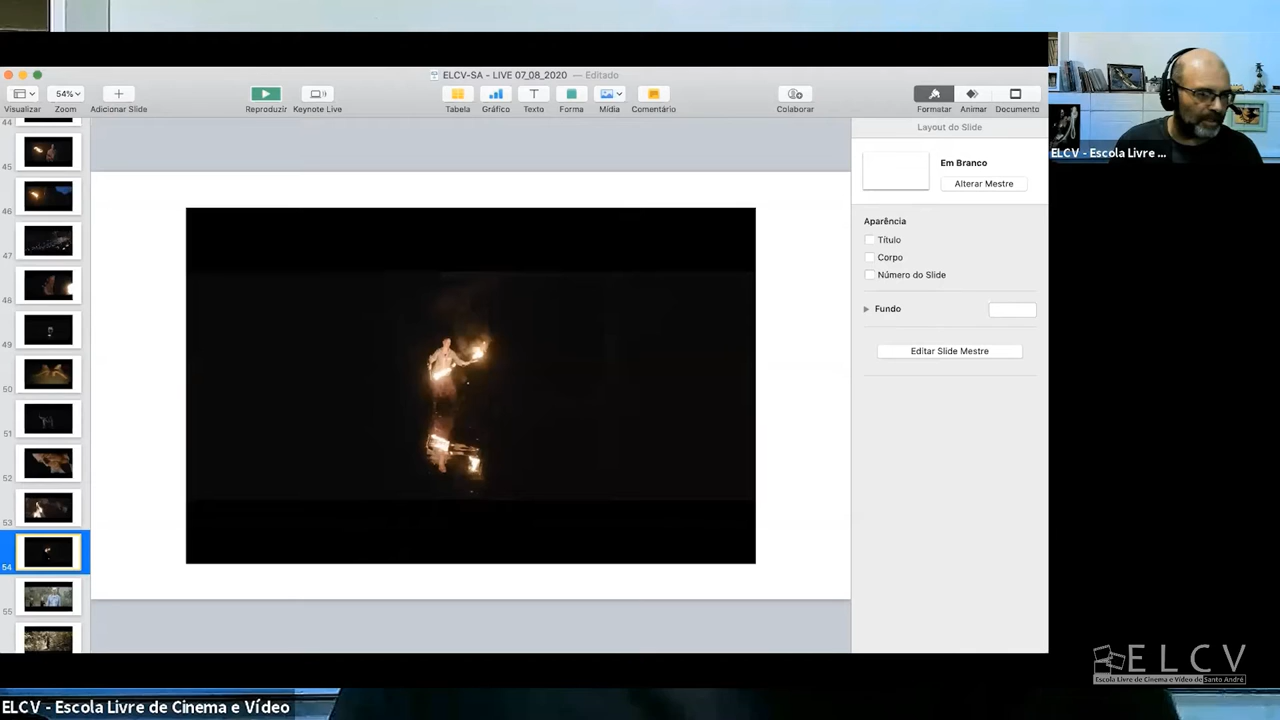 ELCV-SA - LIVE 07_08_2020 — Editado
54%
Visualizar Zoom Adicionar Slide Reproduzir Keynote Live Tabela Gráfico Texto Forma Mídia Comentário Colaborar Formatar Animar Documento
Layout do Slide
Em Branco
Alterar Mestre
Aparência
Título
Corpo
Número do Slide
Fundo
Editar Slide Mestre
44
45
46
47
48
49
50
51
52
53
54
55
ELCV - Escola Livre ...
ELCV
Escola Livre de Cinema e Vídeo de Santo André
ELCV - Escola Livre de Cinema e Vídeo